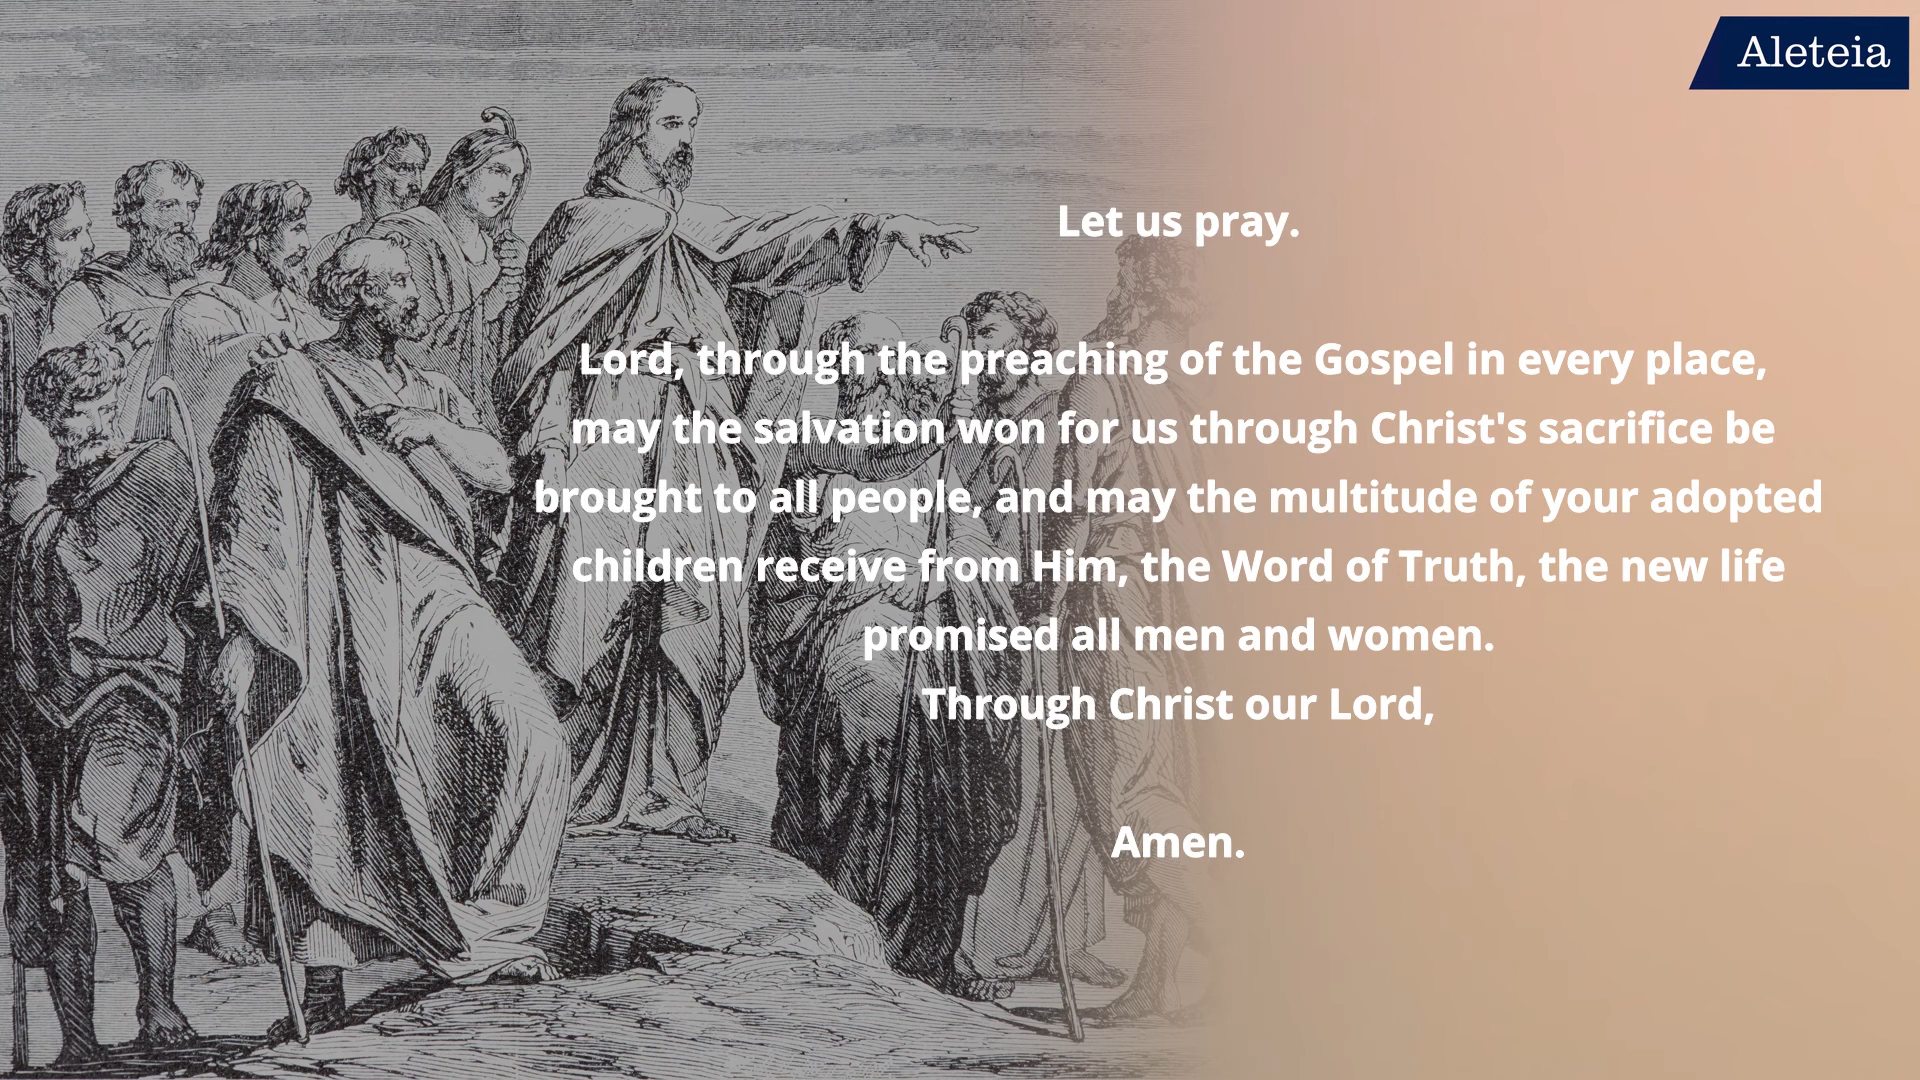 Aleteia
Let us pray.
Lord, through the preaching of the Gospel in every place,
may the salvation won for us through Christ's sacrifice be
brought to all people, and may the multitude of your adopted
children receive from Him, the Word of Truth, the new life
promised all men and women.
Through Christ our Lord,
Amen.